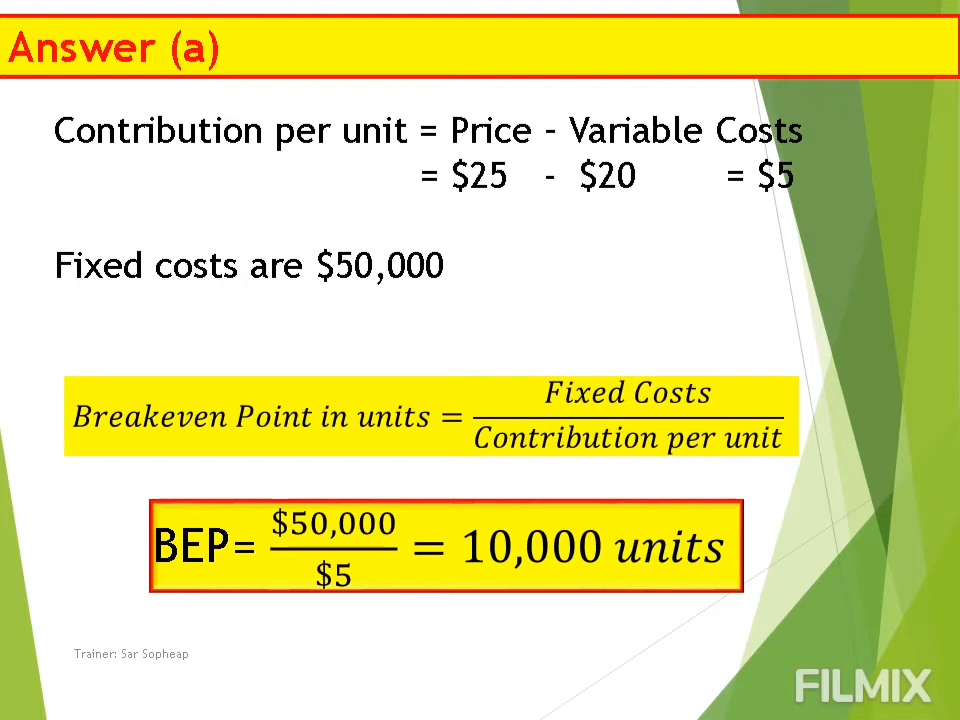 Answer (a)
Contribution per unit = Price – Variable Costs
= $25 - $20 = $5
Fixed costs are $50,000
Breakeven Point in units = Fixed Costs / Contribution per unit
BEP= $50,000 / $5 = 10,000 units
Trainer: Sar Sopheap
FILMIX